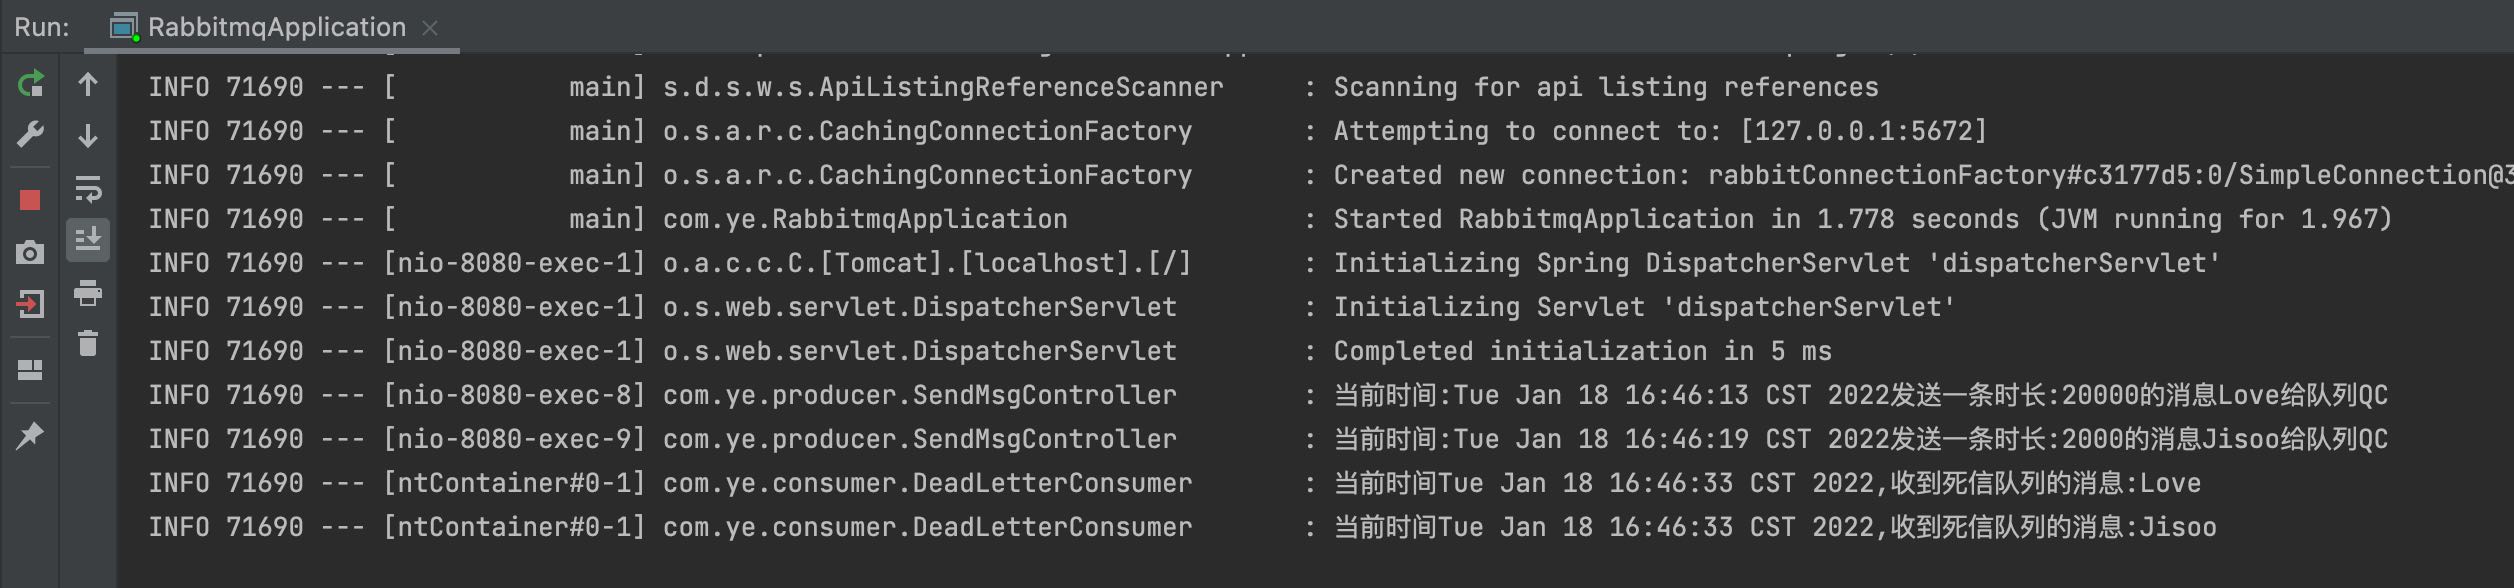 Run: RabbitmqApplication
INFO 71690 --- [           main] s.d.s.w.s.ApiListingReferenceScanner     : Scanning for api listing references
INFO 71690 --- [           main] o.s.a.r.c.CachingConnectionFactory       : Attempting to connect to: [127.0.0.1:5672]
INFO 71690 --- [           main] o.s.a.r.c.CachingConnectionFactory       : Created new connection: rabbitConnectionFactory#c3177d5:0/SimpleConnection@3
INFO 71690 --- [           main] com.ye.RabbitmqApplication               : Started RabbitmqApplication in 1.778 seconds (JVM running for 1.967)
INFO 71690 --- [nio-8080-exec-1] o.a.c.c.C.[Tomcat].[localhost].[/]       : Initializing Spring DispatcherServlet 'dispatcherServlet'
INFO 71690 --- [nio-8080-exec-1] o.s.web.servlet.DispatcherServlet        : Initializing Servlet 'dispatcherServlet'
INFO 71690 --- [nio-8080-exec-1] o.s.web.servlet.DispatcherServlet        : Completed initialization in 5 ms
INFO 71690 --- [nio-8080-exec-8] com.ye.producer.SendMsgController        : 当前时间:Tue Jan 18 16:46:13 CST 2022发送一条时长:20000的消息Love给队列QC
INFO 71690 --- [nio-8080-exec-9] com.ye.producer.SendMsgController        : 当前时间:Tue Jan 18 16:46:19 CST 2022发送一条时长:2000的消息Jisoo给队列QC
INFO 71690 --- [ntContainer#0-1] com.ye.consumer.DeadLetterConsumer       : 当前时间Tue Jan 18 16:46:33 CST 2022,收到死信队列的消息:Love
INFO 71690 --- [ntContainer#0-1] com.ye.consumer.DeadLetterConsumer       : 当前时间Tue Jan 18 16:46:33 CST 2022,收到死信队列的消息:Jisoo